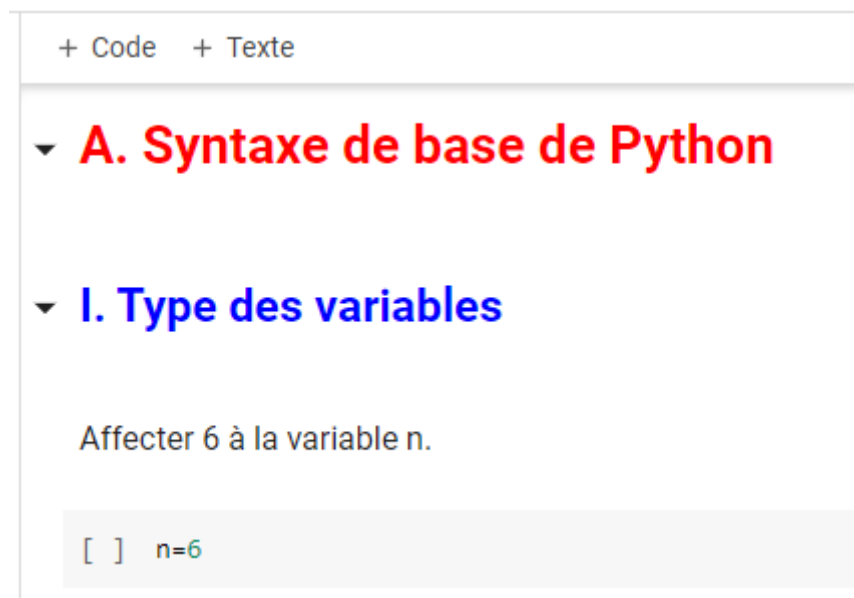 + Code + Texte
A. Syntaxe de base de Python
I. Type des variables
Affecter 6 à la variable n.
[ ] n=6